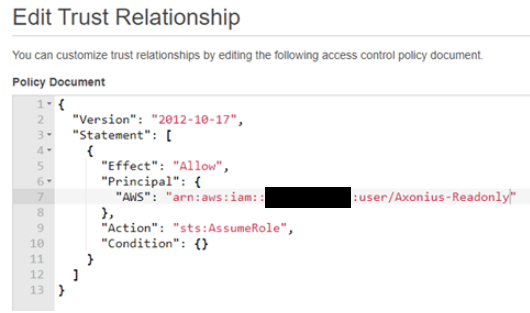 Edit Trust Relationship
You can customize trust relationships by editing the following access control policy document.
Policy Document
1 {
2 "Version": "2012-10-17",
3 "Statement": [
4 {
5 "Effect": "Allow",
6 "Principal": {
7 "AWS": "arn:aws:iam:: :user/Axonius-Readonly"
8 },
9 "Action": "sts:AssumeRole",
10 "Condition": {}
11 }
12 ]
13 }